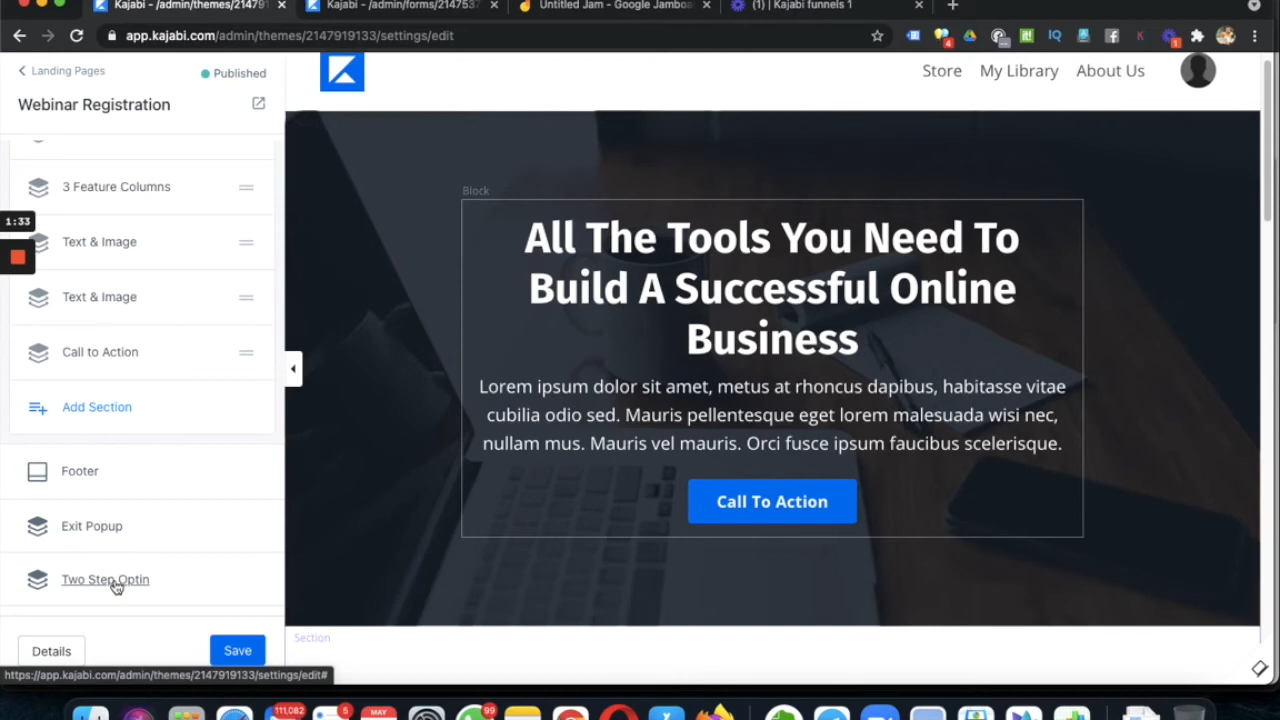 Kajabi - /admin/themes/214791
Kajabi - /admin/forms/2147537
Untitled Jam - Google Jamboa
(1) | Kajabi funnels 1
app.kajabi.com/admin/themes/2147919133/settings/edit
Landing Pages
Published
Webinar Registration
3 Feature Columns
1:33
Text & Image
Text & Image
Call to Action
Add Section
Footer
Exit Popup
Two Step Optin
Details
Save
https://app.kajabi.com/admin/themes/2147919133/settings/edit#
Store My Library About Us
Block
All The Tools You Need To
Build A Successful Online
Business
Lorem ipsum dolor sit amet, metus at rhoncus dapibus, habitasse vitae
cubilia odio sed. Mauris pellentesque eget lorem malesuada wisi nec,
nullam mus. Mauris vel mauris. Orci fusce ipsum faucibus scelerisque.
Call To Action
Section
111,082
5
MAY
99